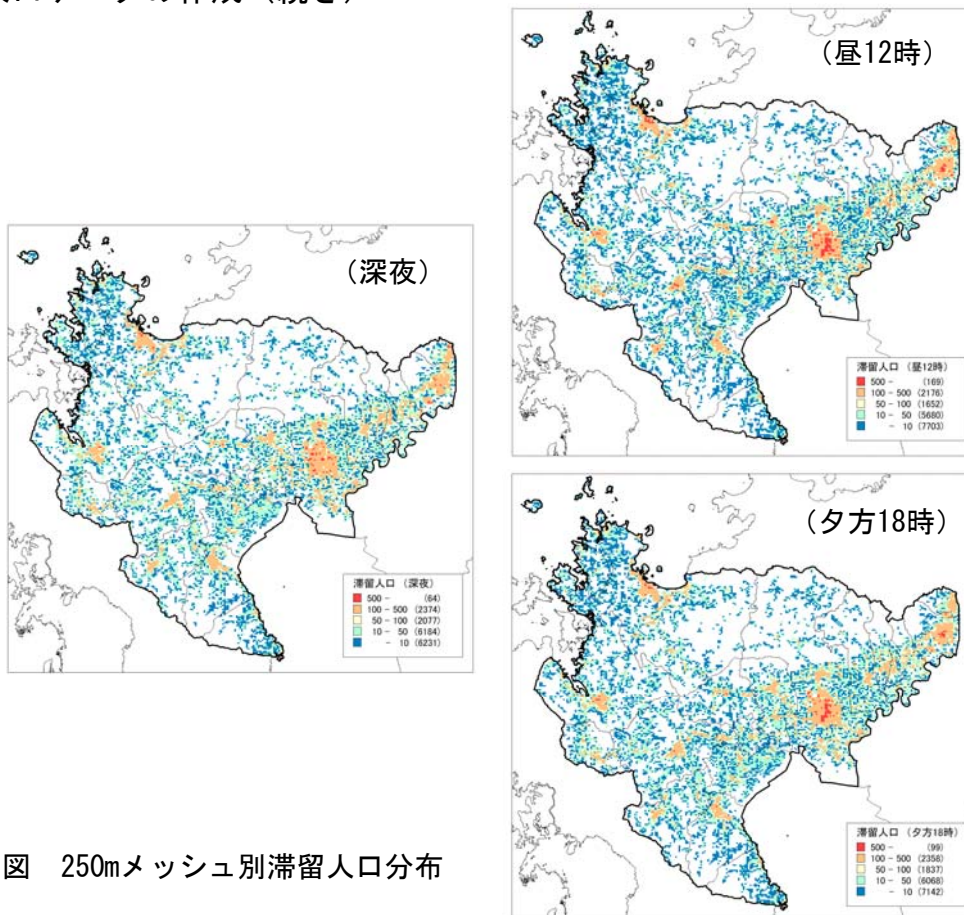 (続き)
(昼12時)
滞留人口 (昼12時)
500 - (169)
100 - 500 (2176)
50 - 100 (1652)
10 - 50 (5680)
- 10 (7703)
(深夜)
滞留人口 (深夜)
500 - (64)
100 - 500 (2374)
50 - 100 (2077)
10 - 50 (6184)
- 10 (6231)
(夕方18時)
滞留人口 (夕方18時)
500 - (99)
100 - 500 (2358)
50 - 100 (1837)
10 - 50 (6068)
- 10 (7142)
図 250mメッシュ別滞留人口分布